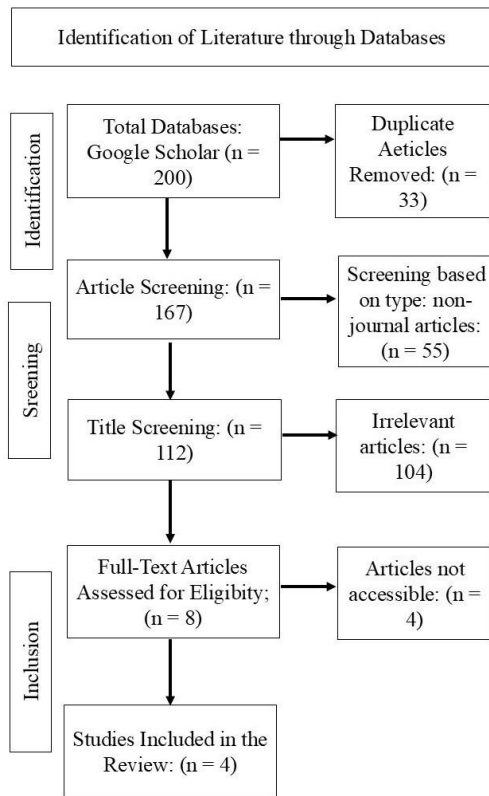 Identification of Literature through Databases
Identification
Total Databases:
Google Scholar (n =
200)
Duplicate
Aeticles
Removed: (n =
33)
Sreening
Article Screening: (n =
167)
Screening based
on type: non-
journal articles:
(n = 55)
Title Screening: (n =
112)
Irrelevant
articles: (n =
104)
Inclusion
Full-Text Articles
Assessed for Eligibity;
(n = 8)
Articles not
accessible: (n =
4)
Studies Included in the
Review: (n = 4)